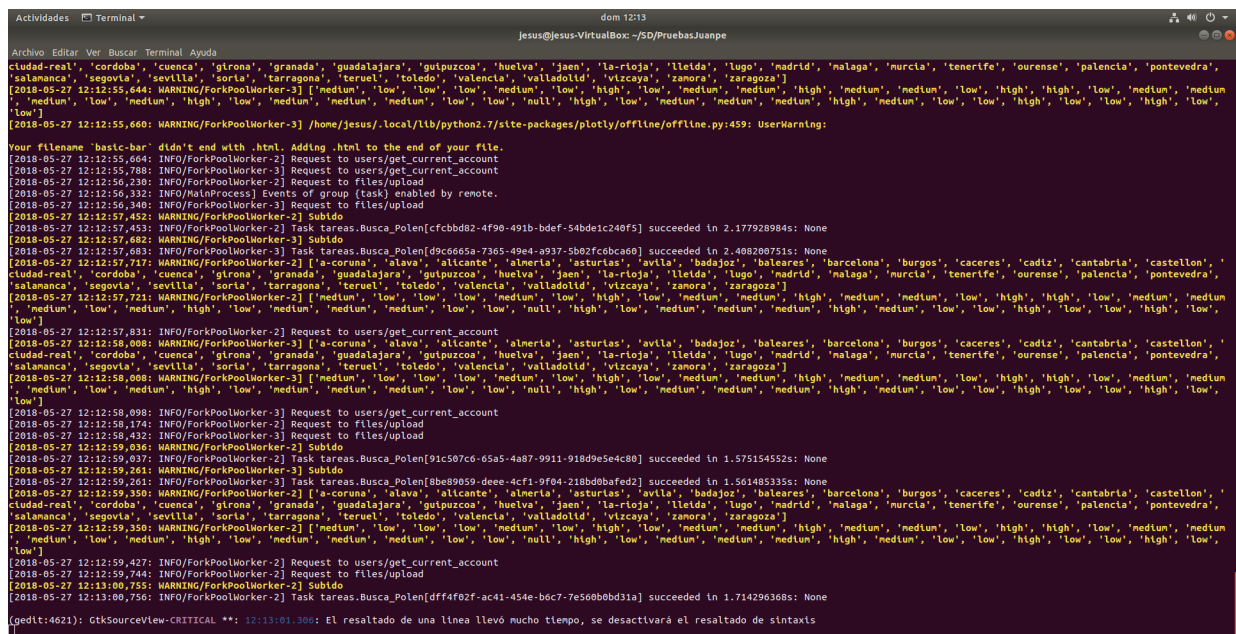 Actividades Terminal dom 12:13
jesus@jesus-VirtualBox: ~/SD/PruebasJuanpe
Archivo Editar Ver Buscar Terminal Ayuda
ciudad-real', 'cordoba', 'cuenca', 'girona', 'granada', 'guadalajara', 'guipuzcoa', 'huelva', 'jaen', 'la-rioja', 'lleida', 'lugo', 'madrid', 'malaga', 'murcia', 'tenerife', 'ourense', 'palencia', 'pontevedra',
'salamanca', 'segovia', 'sevilla', 'soria', 'tarragona', 'teruel', 'toledo', 'valencia', 'valladolid', 'vizcaya', 'zamora', 'zaragoza']
[2018-05-27 12:12:55,644: WARNING/ForkPoolWorker-3] ['medium', 'low', 'low', 'low', 'medium', 'low', 'high', 'low', 'medium', 'medium', 'high', 'medium', 'medium', 'low', 'high', 'high', 'low', 'medium', 'medium
', 'medium', 'low', 'medium', 'high', 'low', 'medium', 'medium', 'medium', 'low', 'low', 'null', 'high', 'low', 'medium', 'medium', 'medium', 'high', 'medium', 'low', 'low', 'high', 'low', 'low', 'high', 'low',
'low']
[2018-05-27 12:12:55,660: WARNING/ForkPoolWorker-3] /home/jesus/.local/lib/python2.7/site-packages/plotly/offline/offline.py:459: UserWarning:
Your filename `basic-bar` didn't end with .html. Adding .html to the end of your file.
[2018-05-27 12:12:55,664: INFO/ForkPoolWorker-2] Request to users/get_current_account
[2018-05-27 12:12:55,788: INFO/ForkPoolWorker-3] Request to users/get_current_account
[2018-05-27 12:12:56,230: INFO/ForkPoolWorker-2] Request to files/upload
[2018-05-27 12:12:56,332: INFO/MainProcess] Events of group {task} enabled by remote.
[2018-05-27 12:12:56,340: INFO/ForkPoolWorker-3] Request to files/upload
[2018-05-27 12:12:57,452: WARNING/ForkPoolWorker-2] Subido
[2018-05-27 12:12:57,453: INFO/ForkPoolWorker-2] Task tareas.Busca_Polen[cfcbbd82-4f90-491b-bdef-54bde1c240f5] succeeded in 2.177928984s: None
[2018-05-27 12:12:57,682: WARNING/ForkPoolWorker-3] Subido
[2018-05-27 12:12:57,683: INFO/ForkPoolWorker-3] Task tareas.Busca_Polen[d9c6665a-7365-49e4-a937-5b02fc6bca60] succeeded in 2.408200751s: None
[2018-05-27 12:12:57,717: WARNING/ForkPoolWorker-2] ['a-coruna', 'alava', 'alicante', 'almeria', 'asturias', 'avila', 'badajoz', 'baleares', 'barcelona', 'burgos', 'caceres', 'cadiz', 'cantabria', 'castellon', '
ciudad-real', 'cordoba', 'cuenca', 'girona', 'granada', 'guadalajara', 'guipuzcoa', 'huelva', 'jaen', 'la-rioja', 'lleida', 'lugo', 'madrid', 'malaga', 'murcia', 'tenerife', 'ourense', 'palencia', 'pontevedra',
'salamanca', 'segovia', 'sevilla', 'soria', 'tarragona', 'teruel', 'toledo', 'valencia', 'valladolid', 'vizcaya', 'zamora', 'zaragoza']
[2018-05-27 12:12:57,721: WARNING/ForkPoolWorker-2] ['medium', 'low', 'low', 'low', 'medium', 'low', 'high', 'low', 'medium', 'medium', 'high', 'medium', 'medium', 'low', 'high', 'high', 'low', 'medium', 'medium
', 'medium', 'low', 'medium', 'high', 'low', 'medium', 'medium', 'medium', 'low', 'low', 'null', 'high', 'low', 'medium', 'medium', 'medium', 'high', 'medium', 'low', 'low', 'high', 'low', 'low', 'high', 'low',
'low']
[2018-05-27 12:12:57,831: INFO/ForkPoolWorker-2] Request to users/get_current_account
[2018-05-27 12:12:58,008: WARNING/ForkPoolWorker-3] ['a-coruna', 'alava', 'alicante', 'almeria', 'asturias', 'avila', 'badajoz', 'baleares', 'barcelona', 'burgos', 'caceres', 'cadiz', 'cantabria', 'castellon', '
ciudad-real', 'cordoba', 'cuenca', 'girona', 'granada', 'guadalajara', 'guipuzcoa', 'huelva', 'jaen', 'la-rioja', 'lleida', 'lugo', 'madrid', 'malaga', 'murcia', 'tenerife', 'ourense', 'palencia', 'pontevedra',
'salamanca', 'segovia', 'sevilla', 'soria', 'tarragona', 'teruel', 'toledo', 'valencia', 'valladolid', 'vizcaya', 'zamora', 'zaragoza']
[2018-05-27 12:12:58,008: WARNING/ForkPoolWorker-3] ['medium', 'low', 'low', 'low', 'medium', 'low', 'high', 'low', 'medium', 'medium', 'high', 'medium', 'medium', 'low', 'high', 'high', 'low', 'medium', 'medium
', 'medium', 'low', 'medium', 'high', 'low', 'medium', 'medium', 'medium', 'low', 'low', 'null', 'high', 'low', 'medium', 'medium', 'medium', 'high', 'medium', 'low', 'low', 'high', 'low', 'low', 'high', 'low',
'low']
[2018-05-27 12:12:58,098: INFO/ForkPoolWorker-3] Request to users/get_current_account
[2018-05-27 12:12:58,174: INFO/ForkPoolWorker-2] Request to files/upload
[2018-05-27 12:12:58,432: INFO/ForkPoolWorker-3] Request to files/upload
[2018-05-27 12:12:59,036: WARNING/ForkPoolWorker-2] Subido
[2018-05-27 12:12:59,037: INFO/ForkPoolWorker-2] Task tareas.Busca_Polen[91c507c6-65a5-4a87-9911-918d9e5e4c80] succeeded in 1.575154552s: None
[2018-05-27 12:12:59,261: WARNING/ForkPoolWorker-3] Subido
[2018-05-27 12:12:59,261: INFO/ForkPoolWorker-3] Task tareas.Busca_Polen[8be89059-deee-4cf1-9f04-218bd0bafed2] succeeded in 1.561485335s: None
[2018-05-27 12:12:59,350: WARNING/ForkPoolWorker-2] ['a-coruna', 'alava', 'alicante', 'almeria', 'asturias', 'avila', 'badajoz', 'baleares', 'barcelona', 'burgos', 'caceres', 'cadiz', 'cantabria', 'castellon', '
ciudad-real', 'cordoba', 'cuenca', 'girona', 'granada', 'guadalajara', 'guipuzcoa', 'huelva', 'jaen', 'la-rioja', 'lleida', 'lugo', 'madrid', 'malaga', 'murcia', 'tenerife', 'ourense', 'palencia', 'pontevedra',
'salamanca', 'segovia', 'sevilla', 'soria', 'tarragona', 'teruel', 'toledo', 'valencia', 'valladolid', 'vizcaya', 'zamora', 'zaragoza']
[2018-05-27 12:12:59,350: WARNING/ForkPoolWorker-2] ['medium', 'low', 'low', 'low', 'medium', 'low', 'high', 'low', 'medium', 'medium', 'high', 'medium', 'medium', 'low', 'high', 'high', 'low', 'medium', 'medium
', 'medium', 'low', 'medium', 'high', 'low', 'medium', 'medium', 'medium', 'low', 'low', 'null', 'high', 'low', 'medium', 'medium', 'medium', 'high', 'medium', 'low', 'low', 'high', 'low', 'low', 'high', 'low',
'low']
[2018-05-27 12:12:59,427: INFO/ForkPoolWorker-2] Request to users/get_current_account
[2018-05-27 12:12:59,744: INFO/ForkPoolWorker-2] Request to files/upload
[2018-05-27 12:13:00,755: WARNING/ForkPoolWorker-2] Subido
[2018-05-27 12:13:00,756: INFO/ForkPoolWorker-2] Task tareas.Busca_Polen[dff4f02f-ac41-454e-b6c7-7e560b0bd31a] succeeded in 1.714296368s: None
(gedit:4621): GtkSourceView-CRITICAL **: 12:13:01.306: El resaltado de una linea llevó mucho tiempo, se desactivará el resaltado de sintaxis